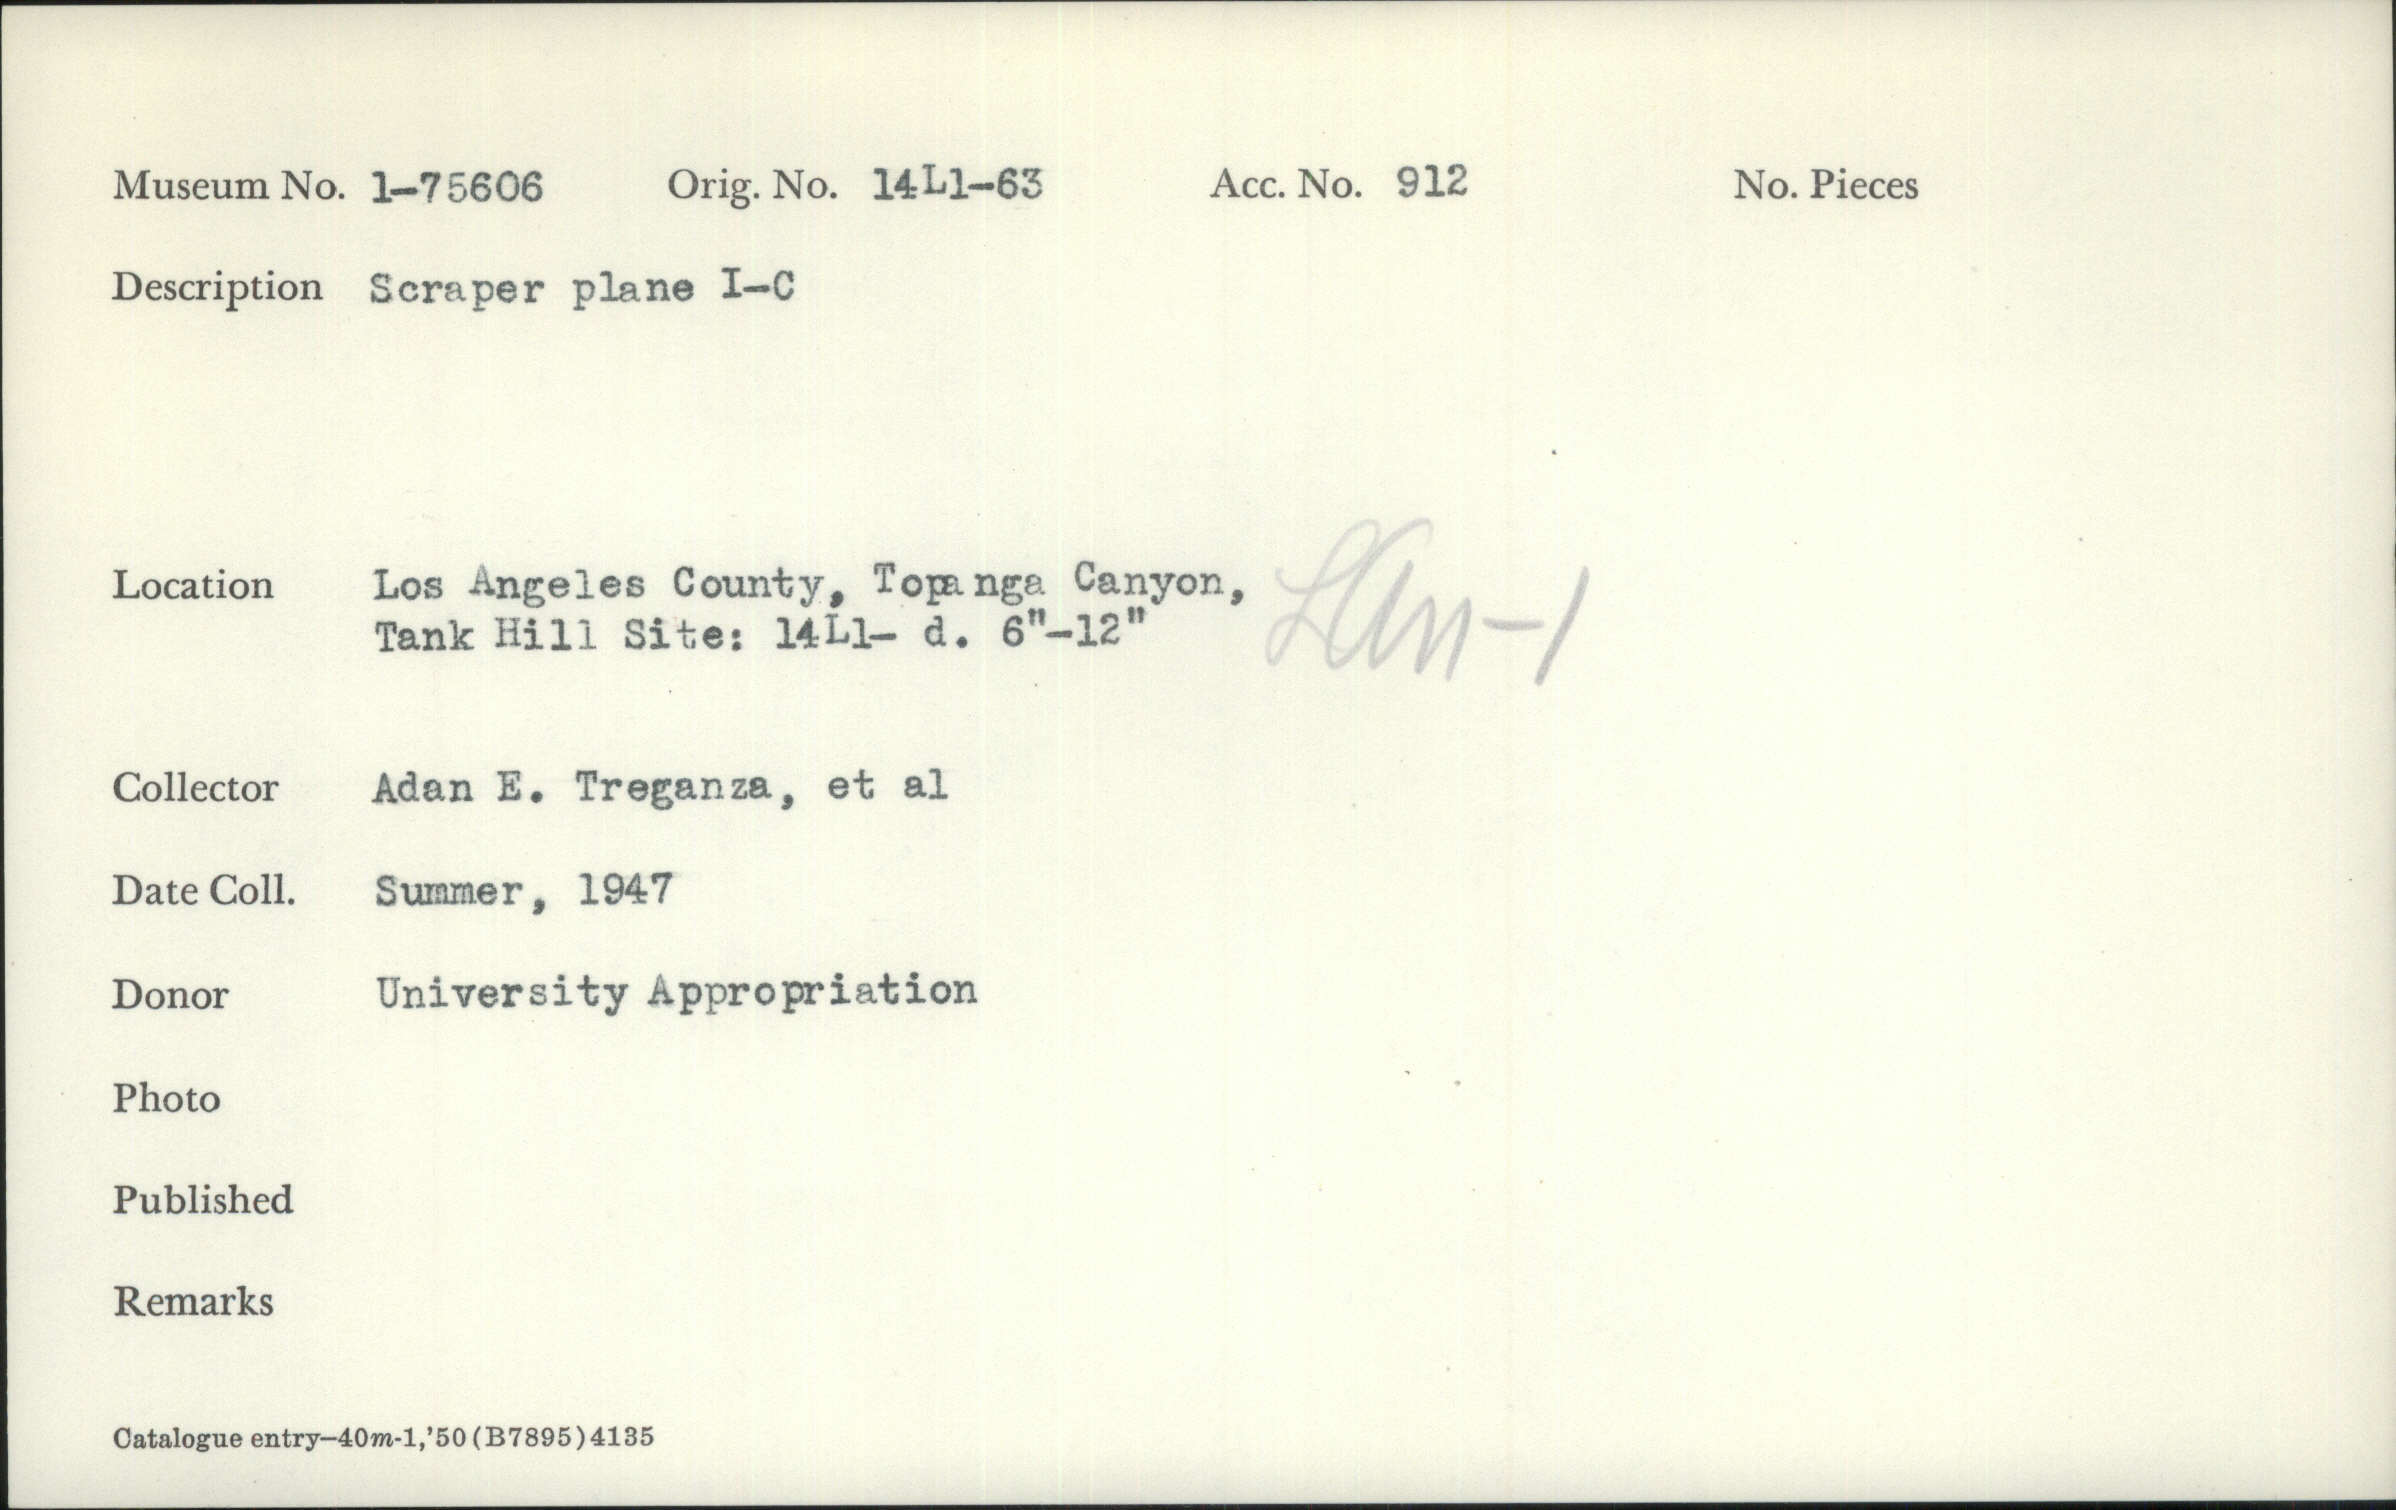 Museum No. 1-75606 Orig. No. 14L1-63 Acc. No. 912 No. Pieces
Description Scraper plane I-C
Location Los Angeles County, Topanga Canyon,
Tank Hill Site: 14L1- d. 6"-12" LAn-1
Collector Adan E. Treganza, et al
Date Coll. Summer, 1947
Donor University Appropriation
Photo
Published
Remarks
Catalogue entry—40m-1,'50(B7895)4135